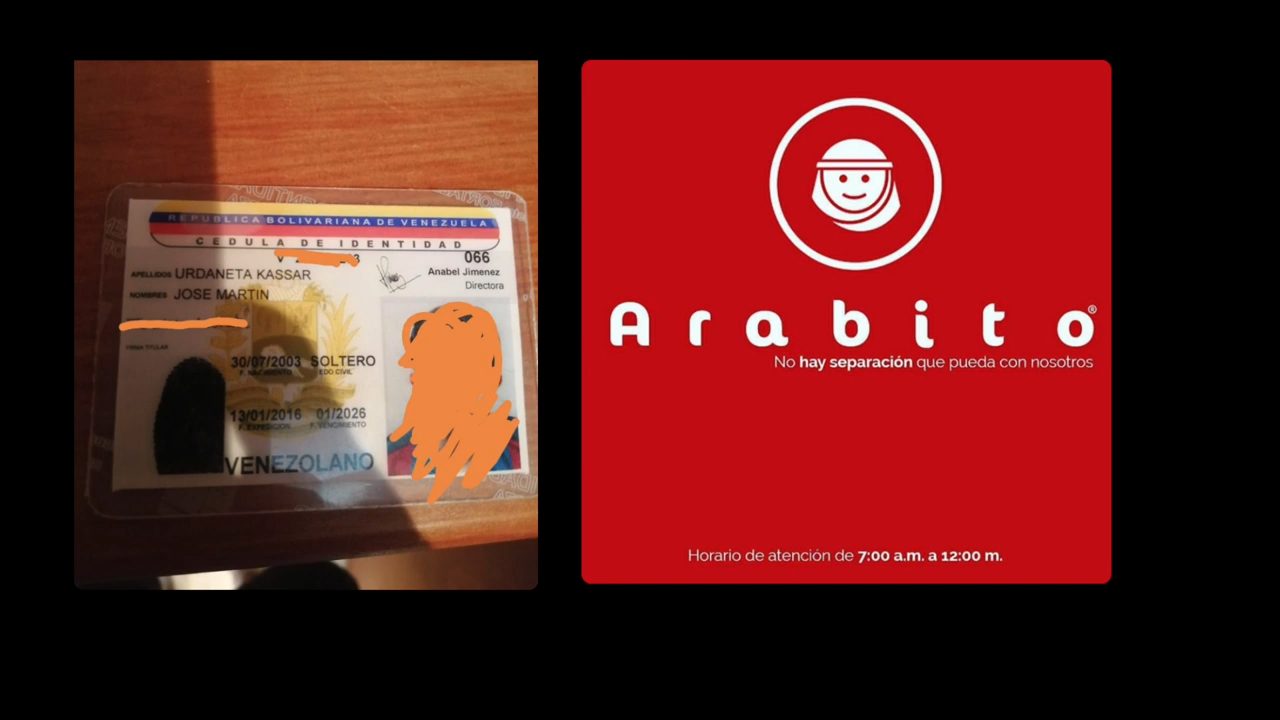 REPUBLICA BOLIVARIANA DE VENEZUELA
CEDULA DE IDENTIDAD
V
066
Anabel Jimenez
Directora
APELLIDOS URDANETA KASSAR
NOMBRES JOSE MARTIN
FIRMA TITULAR
30/07/2003 SOLTERO
F. NACIMIENTO EDO CIVIL
13/01/2016 01/2026
F. EXPEDICION F. VENCIMIENTO
VENEZOLANO
Arabito®
No hay separación que pueda con nosotros
Horario de atención de 7:00 a.m. a 12:00 m.